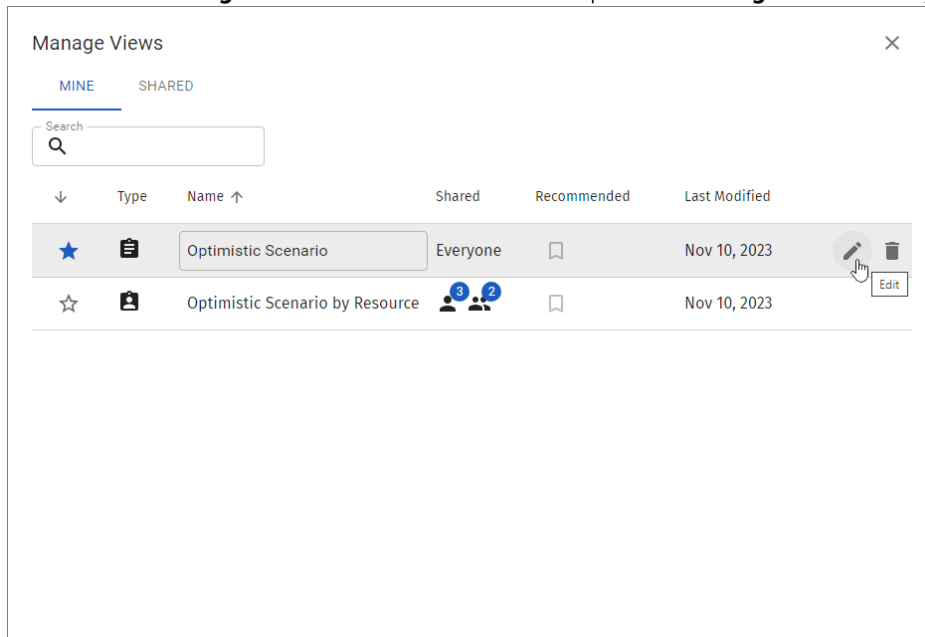 Manage Views
MINE SHARED
Search
Type Name Shared Recommended Last Modified
Optimistic Scenario Everyone Nov 10, 2023
Edit
3 2
Optimistic Scenario by Resource Nov 10, 2023